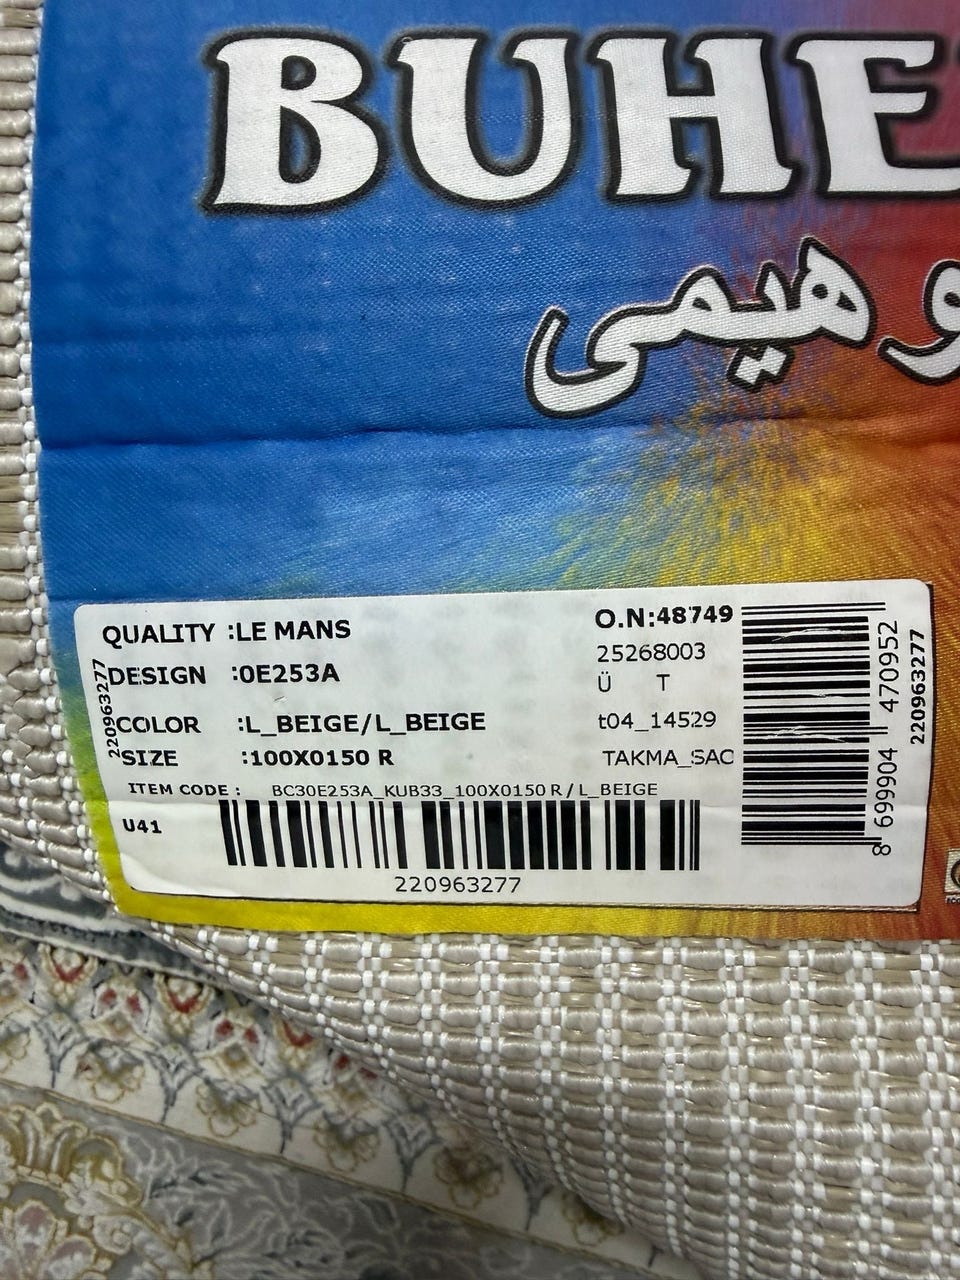 BUHE
وهيمى
QUALITY :LE MANS
DESIGN :0E253A
COLOR :L_BEIGE/L_BEIGE
SIZE :100X0150 R
ITEM CODE : BC30E253A_KUB33_100X0150 R/L_BEIGE
U41
220963277
O.N:48749
25268003
Ü T
t04_14529
TAKMA_SAC
8 699904 470952
220963277
220963277